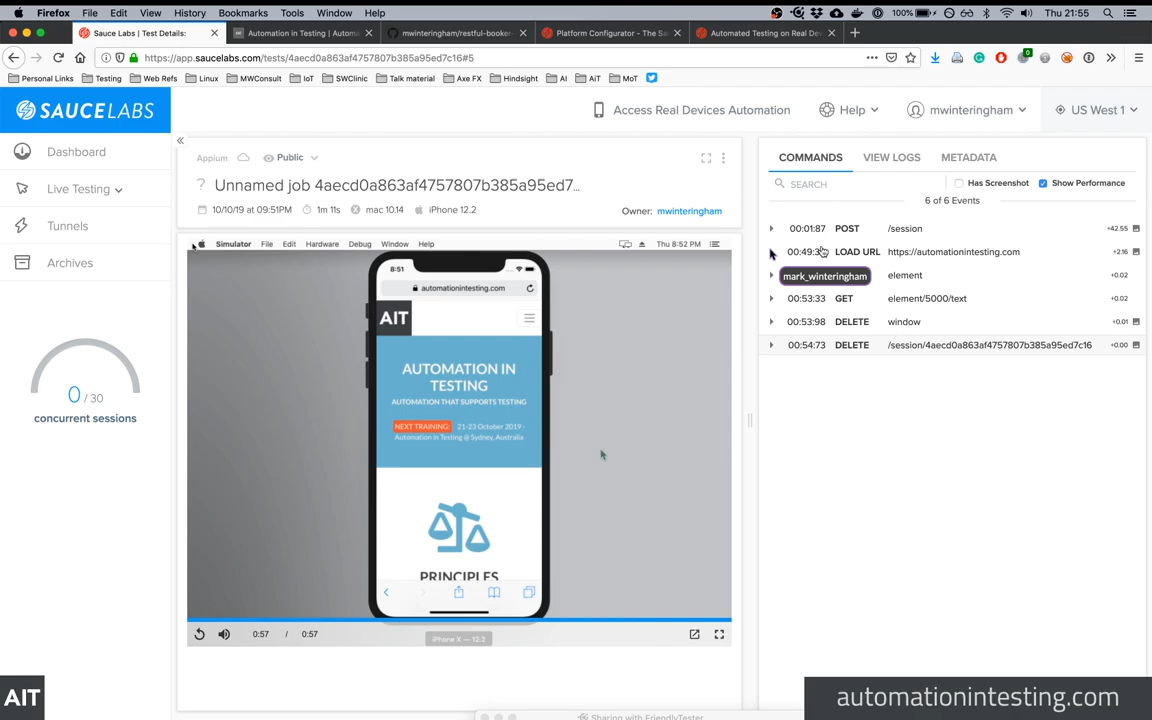 Firefox File Edit View History Bookmarks Tools Window Help 100% Thu 21:55
Sauce Labs | Test Details: Automation in Testing | Automa mwinteringham/restful-booker- Platform Configurator - The Sa Automated Testing on Real Dev
https://app.saucelabs.com/tests/4aecd0a863af4757807b385a95ed7c16#5
Personal Links Testing Web Refs Linux MWConsult IoT SWClinic Talk material Axe FX Hindsight AI AiT MoT
SAUCELABS
Access Real Devices Automation Help mwinteringham US West 1
Dashboard
Live Testing
Tunnels
Archives
0 / 30
concurrent sessions
Appium Public
? Unnamed job 4aecd0a863af4757807b385a95ed7...
10/10/19 @ 09:51PM 1m 11s mac 10.14 iPhone 12.2
Owner: mwinteringham
Simulator File Edit Hardware Debug Window Help Thu 8:52 PM
8:51
automationintesting.com
AIT
AUTOMATION IN
TESTING
AUTOMATION THAT SUPPORTS TESTING
NEXT TRAINING: 21-23 October 2019 -
Automation in Testing @ Sydney, Australia
PRINCIPLES
0:57 / 0:57
iPhone X — 12.2
COMMANDS VIEW LOGS METADATA
SEARCH Has Screenshot Show Performance
6 of 6 Events
00:01:87 POST /session +42.55
LOAD URL https://automationintesting.com +2.16
mark_winteringham element +0.02
00:53:33 GET element/5000/text +0.02
00:53:98 DELETE window +0.01
00:54:73 DELETE /session/4aecd0a863af4757807b385a95ed7c16 +0.00
Sharing with FriendlyTester
AIT
automationintesting.com